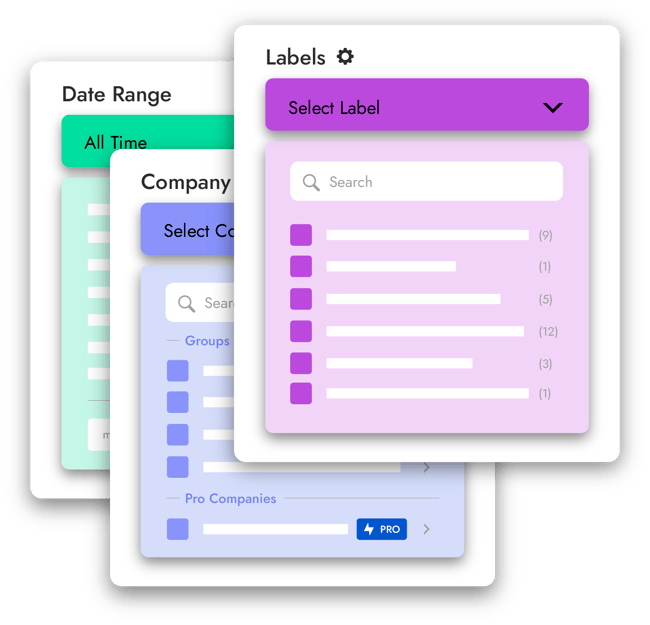 Labels
Select Label
Search
(9)
(1)
(5)
(12)
(3)
(1)
Date Range
All Time
Company
Select Co
Sear
Groups
Pro Companies
PRO
m